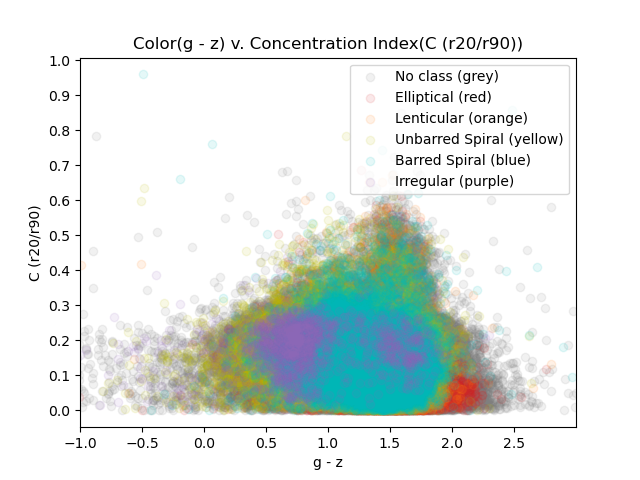 Color(g - z) v. Concentration Index(C (r20/r90))
No class (grey)
Elliptical (red)
Lenticular (orange)
Unbarred Spiral (yellow)
Barred Spiral (blue)
Irregular (purple)
C (r20/r90)
1.0
0.9
0.8
0.7
0.6
0.5
0.4
0.3
0.2
0.1
0.0
−1.0 −0.5 0.0 0.5 1.0 1.5 2.0 2.5
g - z